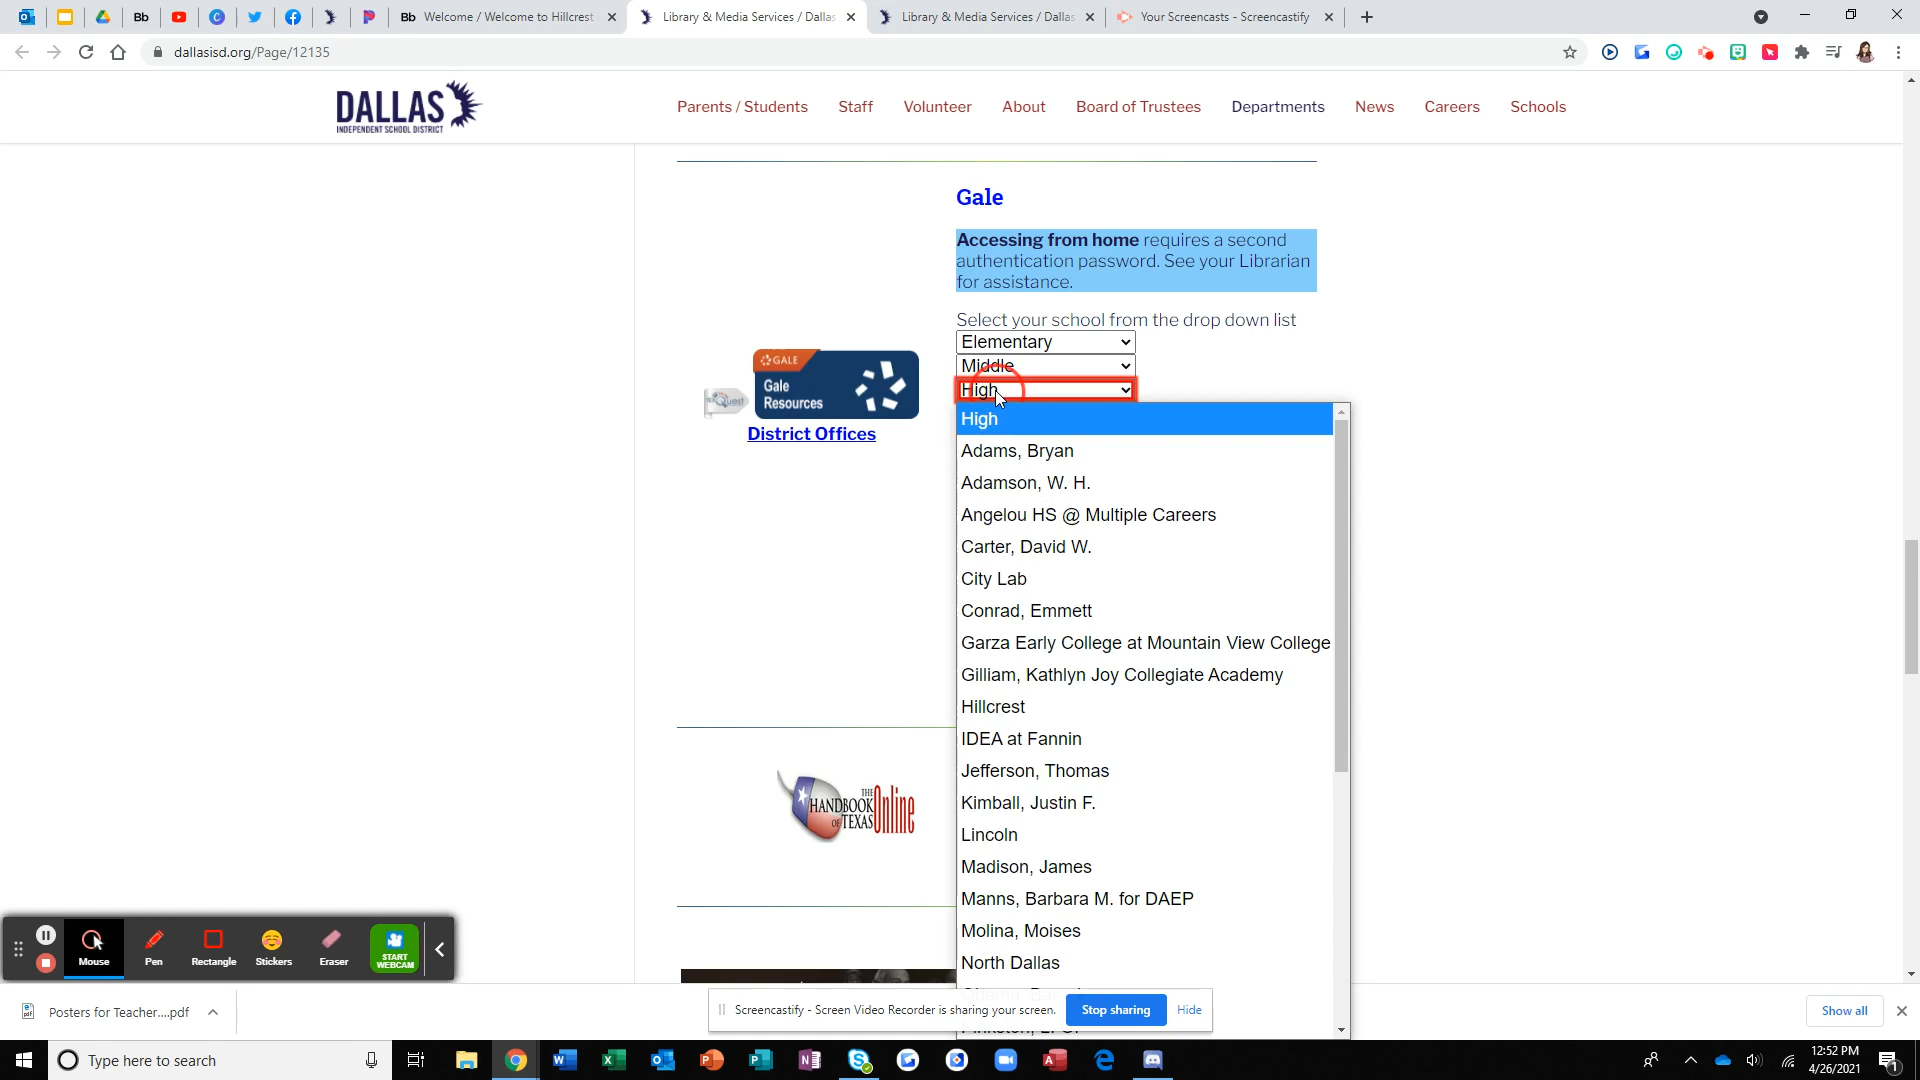 Bb
Bb Welcome / Welcome to Hillcrest
Library & Media Services / Dallas
Library & Media Services / Dallas
Your Screencasts - Screencastify
dallasisd.org/Page/12135
DALLAS
INDEPENDENT SCHOOL DISTRICT
Parents / Students
Staff
Volunteer
About
Board of Trustees
Departments
News
Careers
Schools
Gale
Accessing from home requires a second
authentication password. See your Librarian
for assistance.
Select your school from the drop down list
Elementary
Middle
High
GALE
Gale
Resources
District Offices
High
Adams, Bryan
Adamson, W. H.
Angelou HS @ Multiple Careers
Carter, David W.
City Lab
Conrad, Emmett
Garza Early College at Mountain View College
Gilliam, Kathlyn Joy Collegiate Academy
Hillcrest
IDEA at Fannin
Jefferson, Thomas
Kimball, Justin F.
Lincoln
Madison, James
Manns, Barbara M. for DAEP
Molina, Moises
North Dallas
THE
HANDBOOK
OF TEXAS Online
Mouse
Pen
Rectangle
Stickers
Eraser
START
WEBCAM
Screencastify - Screen Video Recorder is sharing your screen.
Stop sharing
Hide
Posters for Teacher....pdf
Show all
Type here to search
12:52 PM
4/26/2021
1